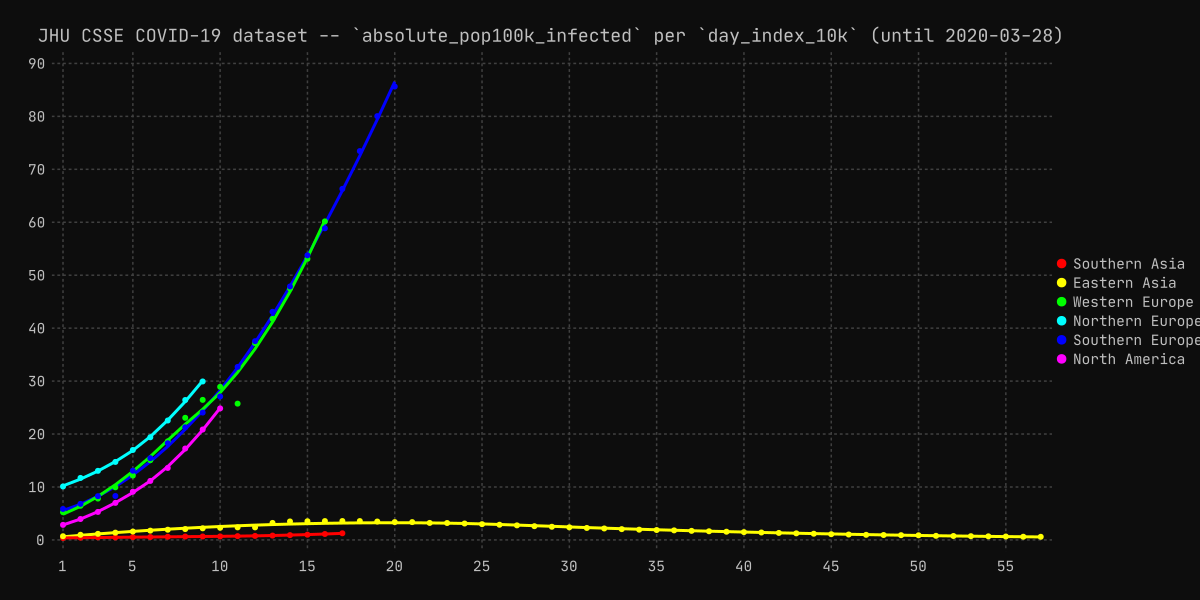 JHU CSSE COVID-19 dataset -- `absolute_pop100k_infected` per `day_index_10k` (until 2020-03-28)
90
80
70
60
50
40
30
20
10
0
1 5 10 15 20 25 30 35 40 45 50 55
Southern Asia
Eastern Asia
Western Europe
Northern Europe
Southern Europe
North America